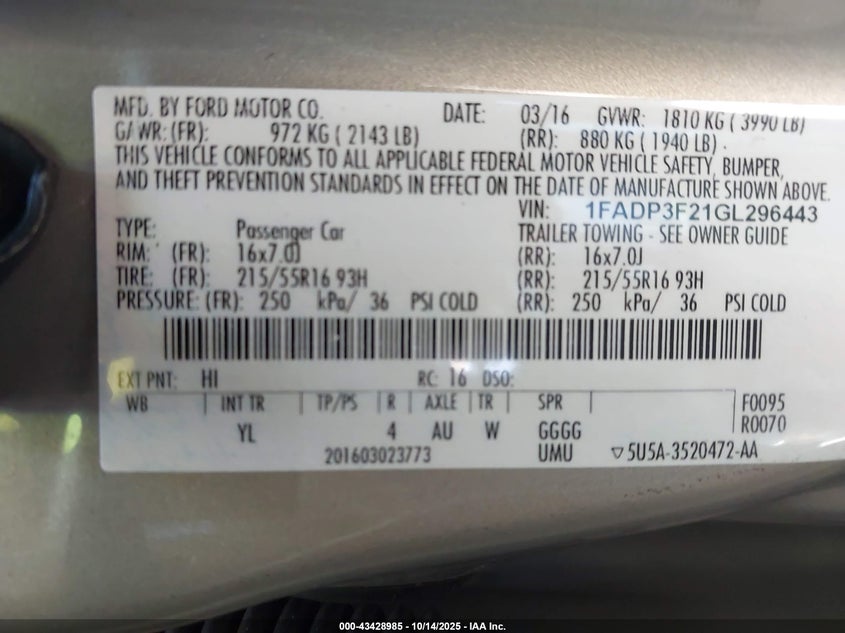 MFD. BY FORD MOTOR CO. DATE: 03/16 GVWR: 1810 KG ( 3990 LB)
G/WR: (FR): 972 KG ( 2143 LB) (RR): 880 KG ( 1940 LB) .
THIS VEHICLE CONFORMS TO ALL APPLICABLE FEDERAL MOTOR VEHICLE SAFETY, BUMPER,
AND THEFT PREVENTION STANDARDS IN EFFECT ON THE DATE OF MANUFACTURE SHOWN ABOVE.
VIN: 1FADP3F21GL296443
TYPE: Passenger Car TRAILER TOWING - SEE OWNER GUIDE
RIM: (FR): 16x7.0J (RR): 16x7.0J
TIRE: (FR): 215/55R16 93H (RR): 215/55R16 93H
PRESSURE: (FR): 250 kPa/ 36 PSI COLD (RR): 250 kPa/ 36 PSI COLD
EXT PNT: HI RC: 16 DSO:
WB INT TR TP/PS R AXLE TR SPR F0095
R0070
YL 4 AU W GGGG
201603023773 UMU ▽5U5A-3520472-AA
000-43428985 | 10/14/2025 - IAA Inc.